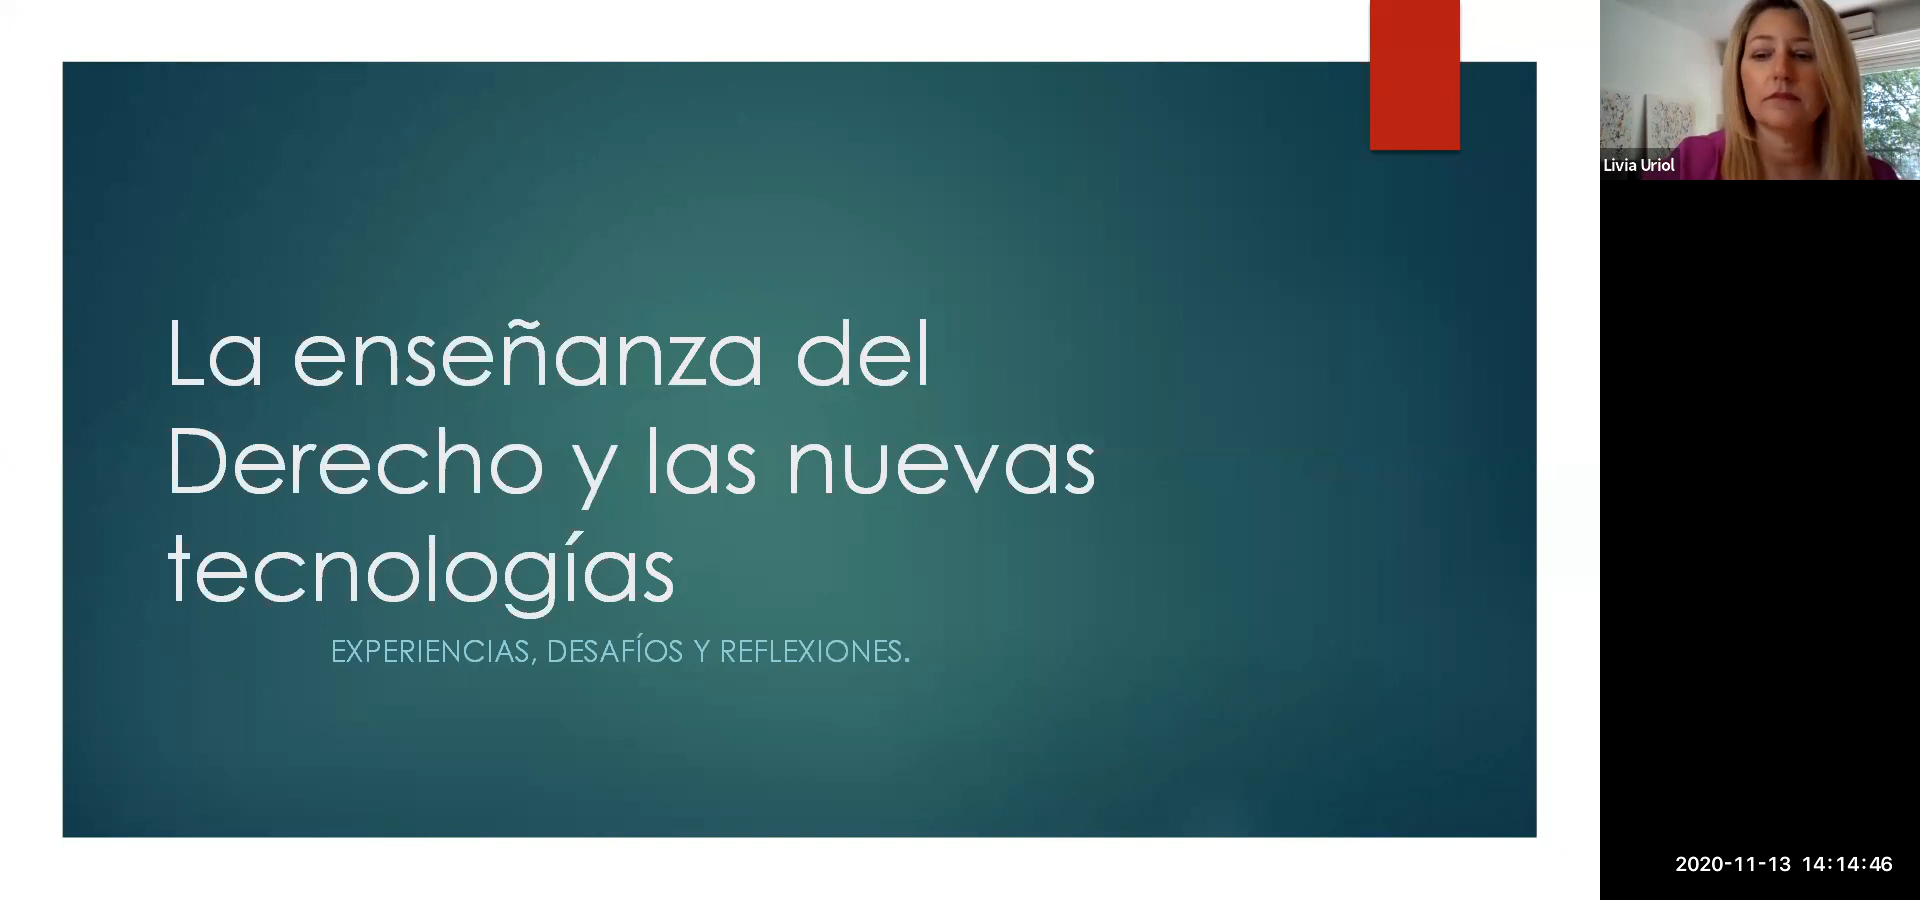 La enseñanza del
Derecho y las nuevas
tecnologías
EXPERIENCIAS, DESAFÍOS Y REFLEXIONES.
Livia Uriol
2020-11-13 14:14:46